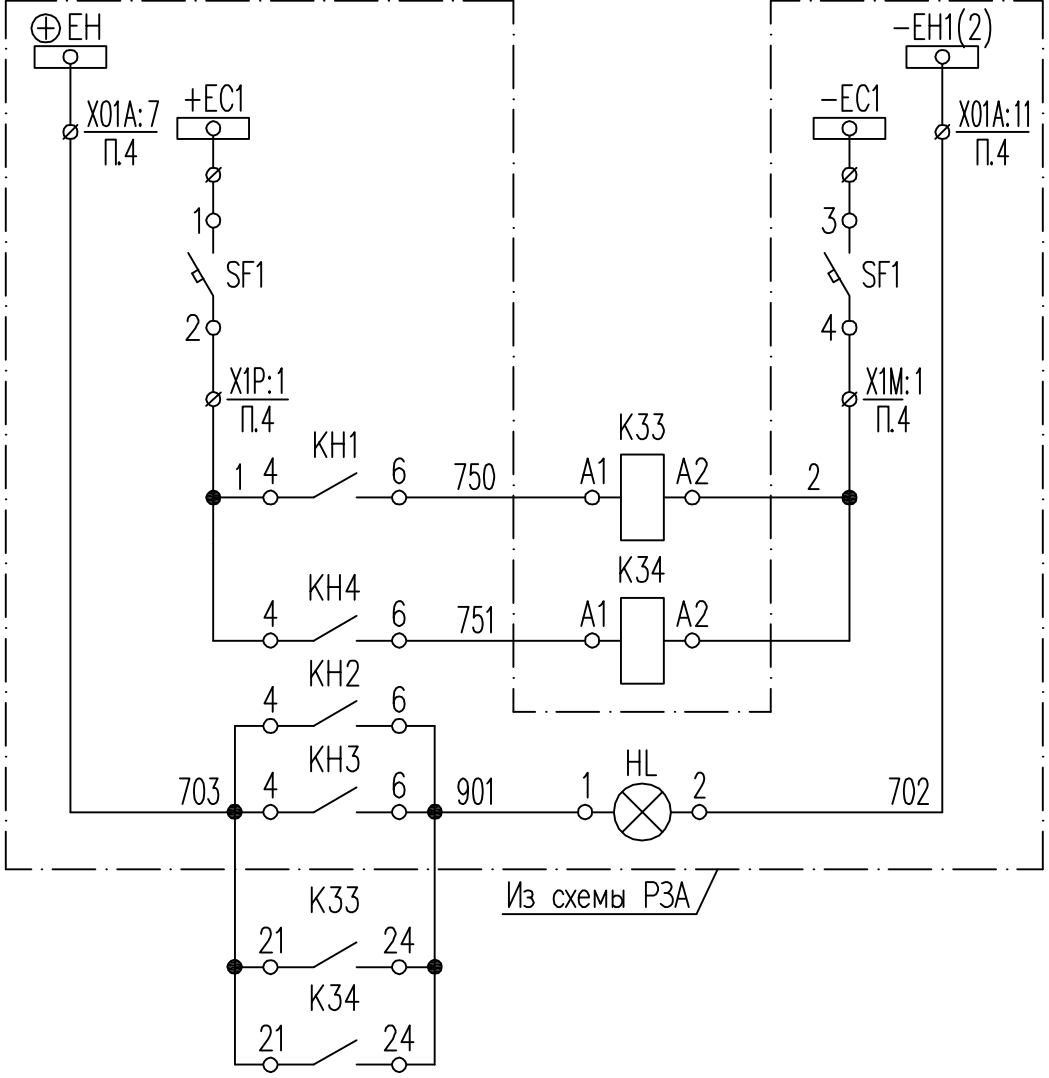 ⊕ EH
−EH1(2)
X01A:7
П.4
+EC1
−EC1
X01A:11
П.4
1
3
SF1
SF1
2
4
X1P:1
П.4
X1M:1
П.4
KH1
K33
1
4
6
750
A1
A2
2
KH4
K34
4
6
751
A1
A2
KH2
4
6
KH3
HL
703
4
6
901
1
2
702
Из схемы РЗА
K33
21
24
K34
21
24